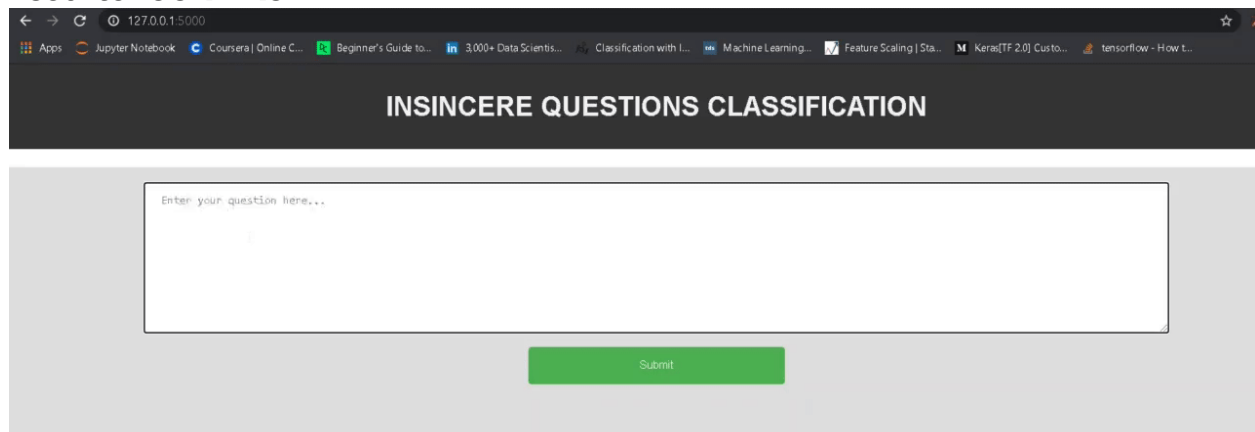 127.0.0.1:5000
Apps Jupyter Notebook Coursera | Online C... Beginner's Guide to... 3,000+ Data Scientis... Classification with I... Machine Learning... Feature Scaling | Sta... Keras[TF 2.0] Custo... tensorflow - How t...
INSINCERE QUESTIONS CLASSIFICATION
Enter your question here...
Submit